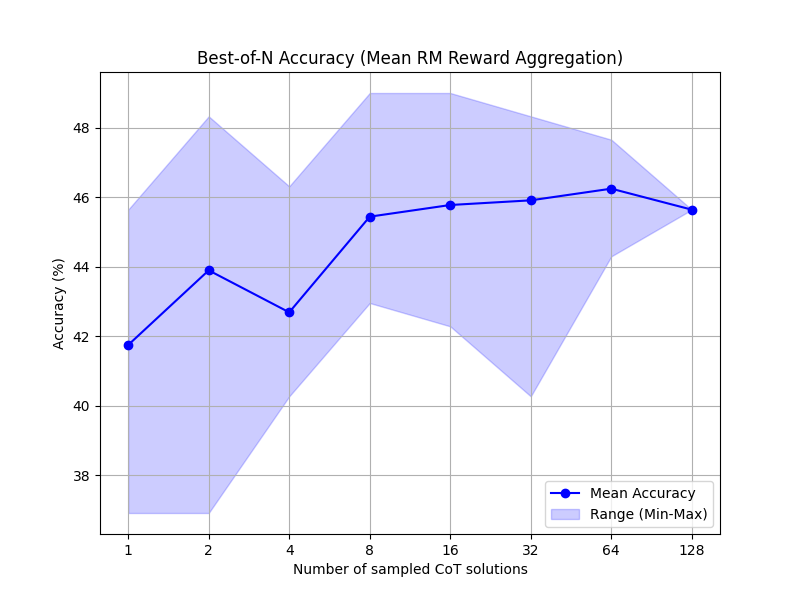 Best-of-N Accuracy (Mean RM Reward Aggregation)
Accuracy (%)
48
46
44
42
40
38
1 2 4 8 16 32 64 128
Number of sampled CoT solutions
Mean Accuracy
Range (Min-Max)